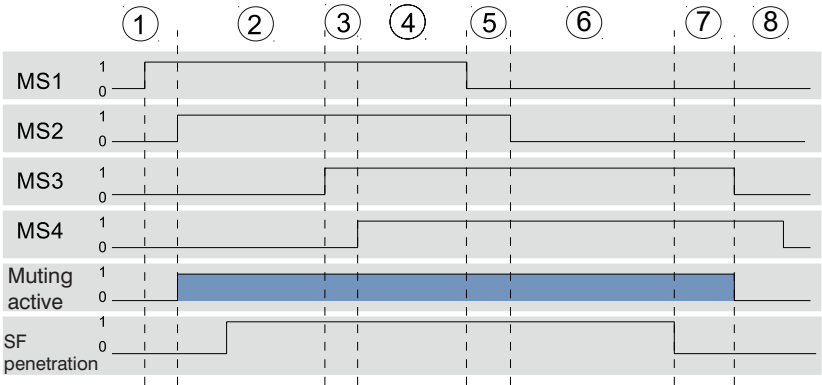 1 2 3 4 5 6 7 8
MS1 1 0
MS2 1 0
MS3 1 0
MS4 1 0
Muting 1
active 0
SF 1
penetration 0